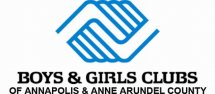 BOYS & GIRLS CLUBS
OF ANNAPOLIS & ANNE ARUNDEL COUNTY